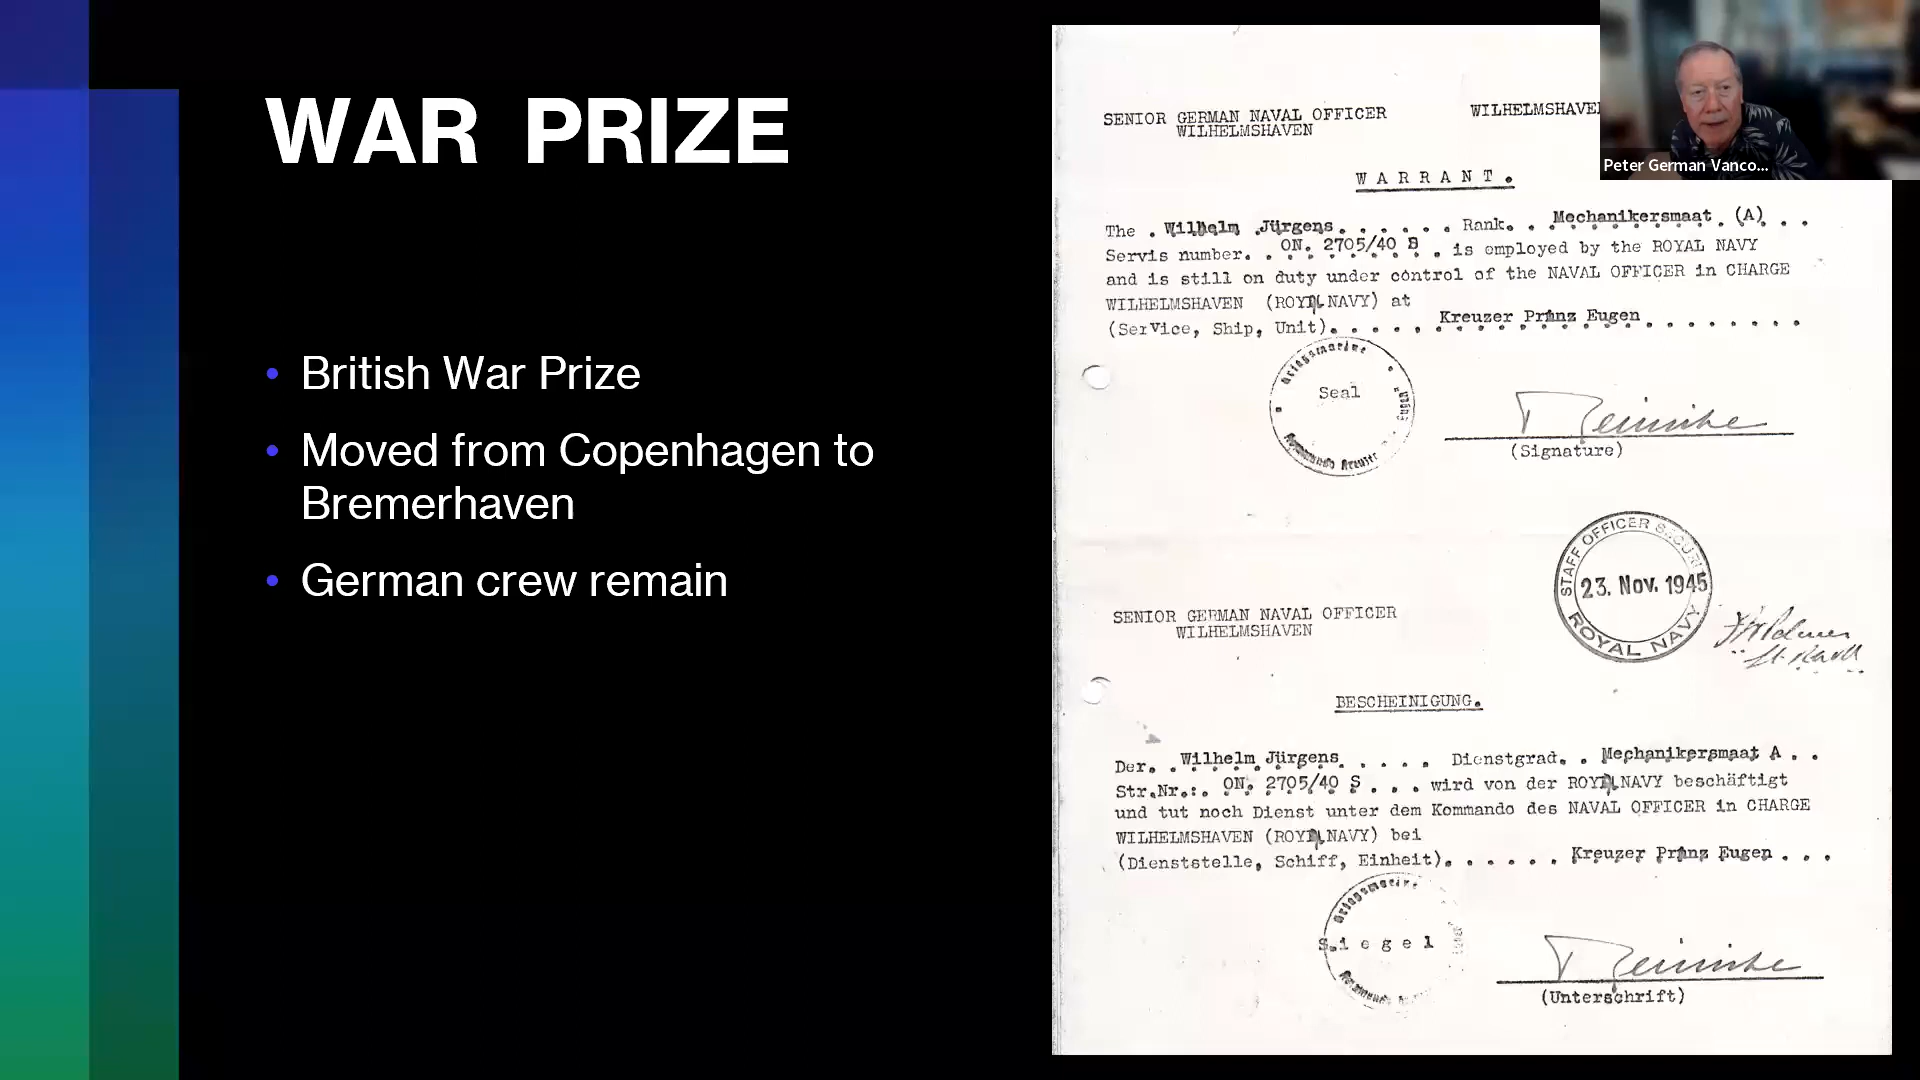 WAR PRIZE
• British War Prize
• Moved from Copenhagen to
Bremerhaven
• German crew remain
SENIOR GERMAN NAVAL OFFICER
WILHELMSHAVEN
WILHELMSHAVEN
WARRANT.
The . Wilhelm Jürgens. . . . . . Rank. . Mechanikersmaat (A) . .
Servis number. . ON. 2705/40 S . . is employed by the ROYAL NAVY
and is still on duty under control of the NAVAL OFFICER in CHARGE
WILHELMSHAVEN (ROYAL NAVY) at
(Service, Ship, Unit). . . . . . Kreuzer Prinz Eugen . . . . . . . .
Kriegsmarine
Seal
(Signature)
STAFF OFFICER SECURITY
23. Nov. 1945
ROYAL NAVY
SENIOR GERMAN NAVAL OFFICER
WILHELMSHAVEN
BESCHEINIGUNG.
Der. . Wilhelm Jürgens . . . . . Dienstgrad. . Mechanikersmaat A . .
Str.Nr.:. ON. 2705/40 S . . . wird von der ROYAL NAVY beschäftigt
und tut noch Dienst unter dem Kommando des NAVAL OFFICER in CHARGE
WILHELMSHAVEN (ROYAL NAVY) bei
(Dienststelle, Schiff, Einheit). . . . . . Kreuzer Prinz Eugen . . .
Kriegsmarine
Siegel
(Unterschrift)
Peter German Vanco...